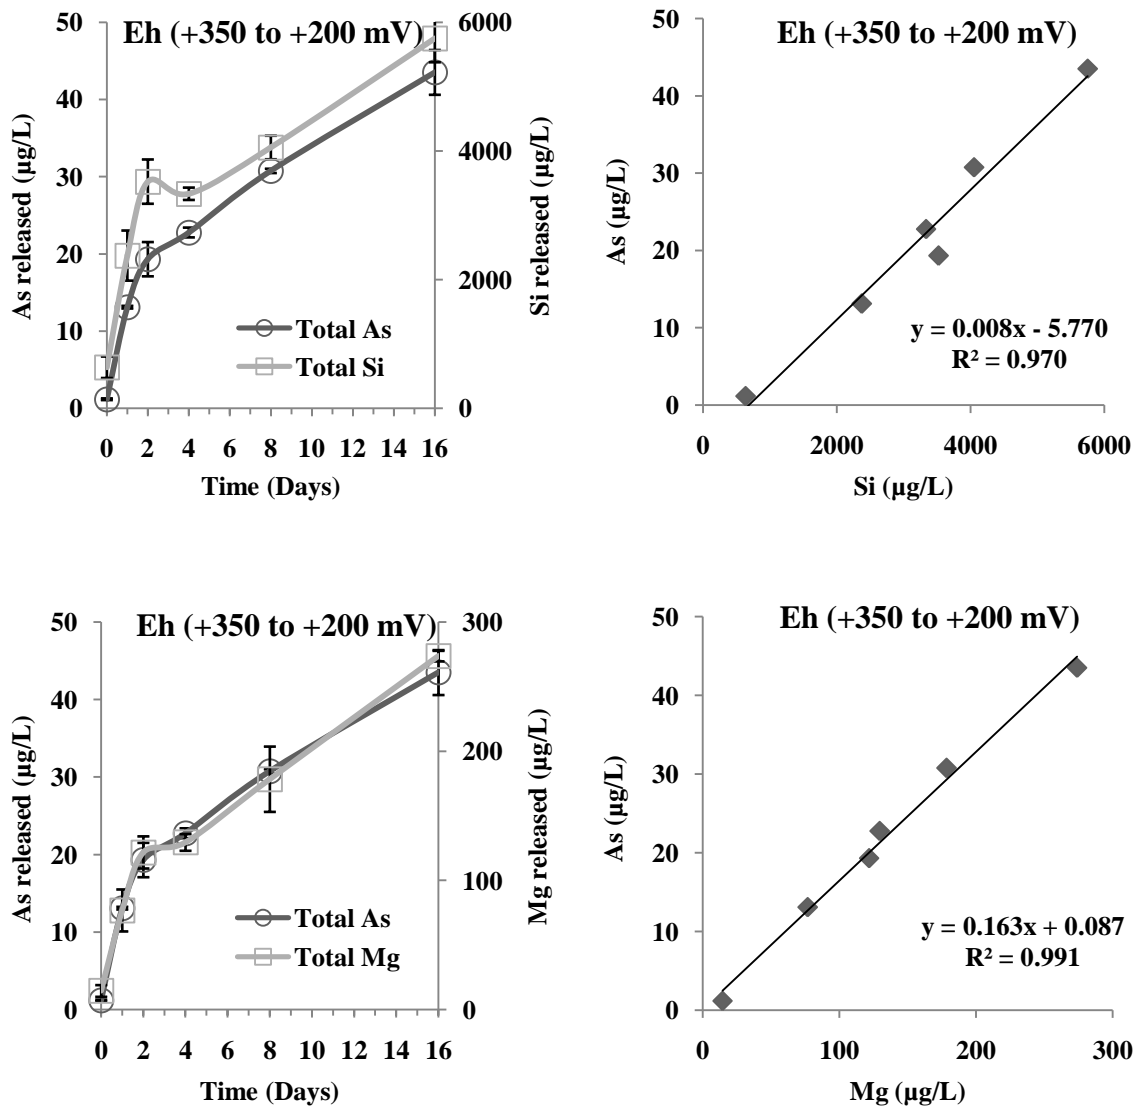 Eh (+350 to +200 mV)
50
40
30
20
10
0
As released (µg/L)
6000
4000
2000
0
Si released (µg/L)
Total As
Total Si
0 2 4 6 8 10 12 14 16
Time (Days)
Eh (+350 to +200 mV)
50
40
30
20
10
0
As (µg/L)
y = 0.008x - 5.770
R² = 0.970
0 2000 4000 6000
Si (µg/L)
Eh (+350 to +200 mV)
50
40
30
20
10
0
As released (µg/L)
300
200
100
0
Mg released (µg/L)
Total As
Total Mg
0 2 4 6 8 10 12 14 16
Time (Days)
Eh (+350 to +200 mV)
50
40
30
20
10
0
As (µg/L)
y = 0.163x + 0.087
R² = 0.991
0 100 200 300
Mg (µg/L)